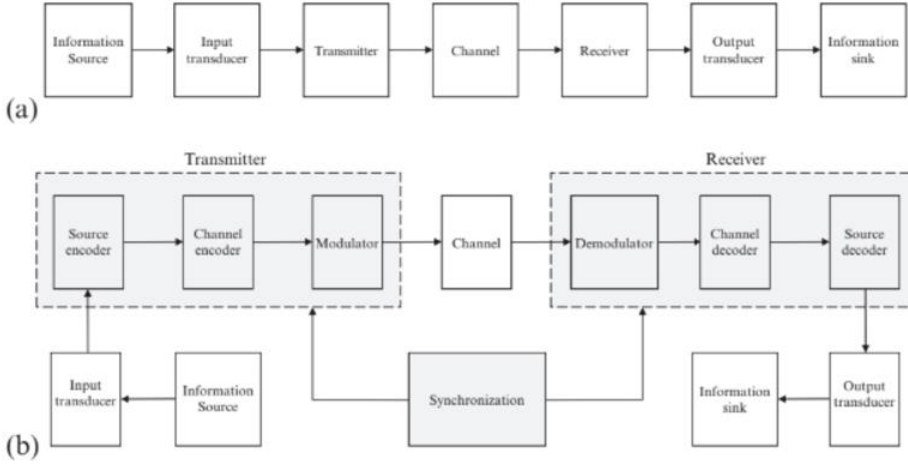 Information
Source
Input
transducer
Transmitter
Channel
Receiver
Output
transducer
Information
sink
(a)
Transmitter
Receiver
Source
encoder
Channel
encoder
Modulator
Channel
Demodulator
Channel
decoder
Source
decoder
Input
transducer
Information
Source
Synchronization
Information
sink
Output
transducer
(b)